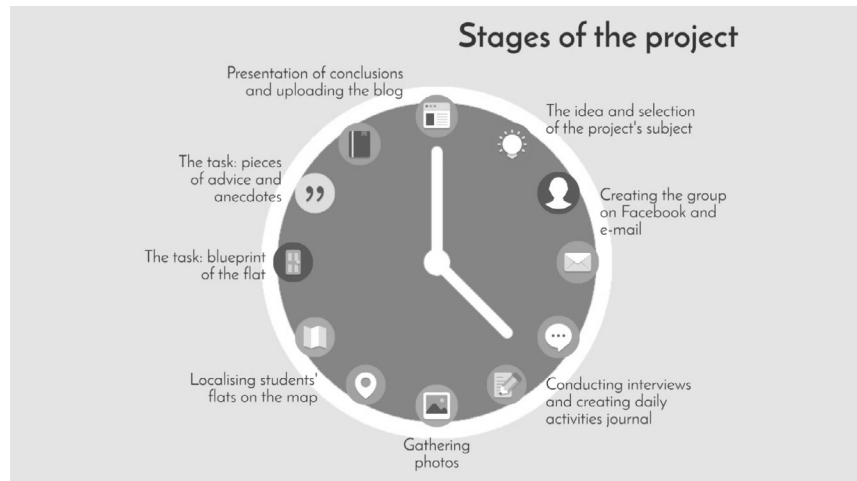 Stages of the project
Presentation of conclusions
and uploading the blog
The idea and selection
of the project's subject
Creating the group
on Facebook and
e-mail
Conducting interviews
and creating daily
activities journal
Gathering
photos
Localising students'
flats on the map
The task: blueprint
of the flat
The task: pieces
of advice and
anecdotes